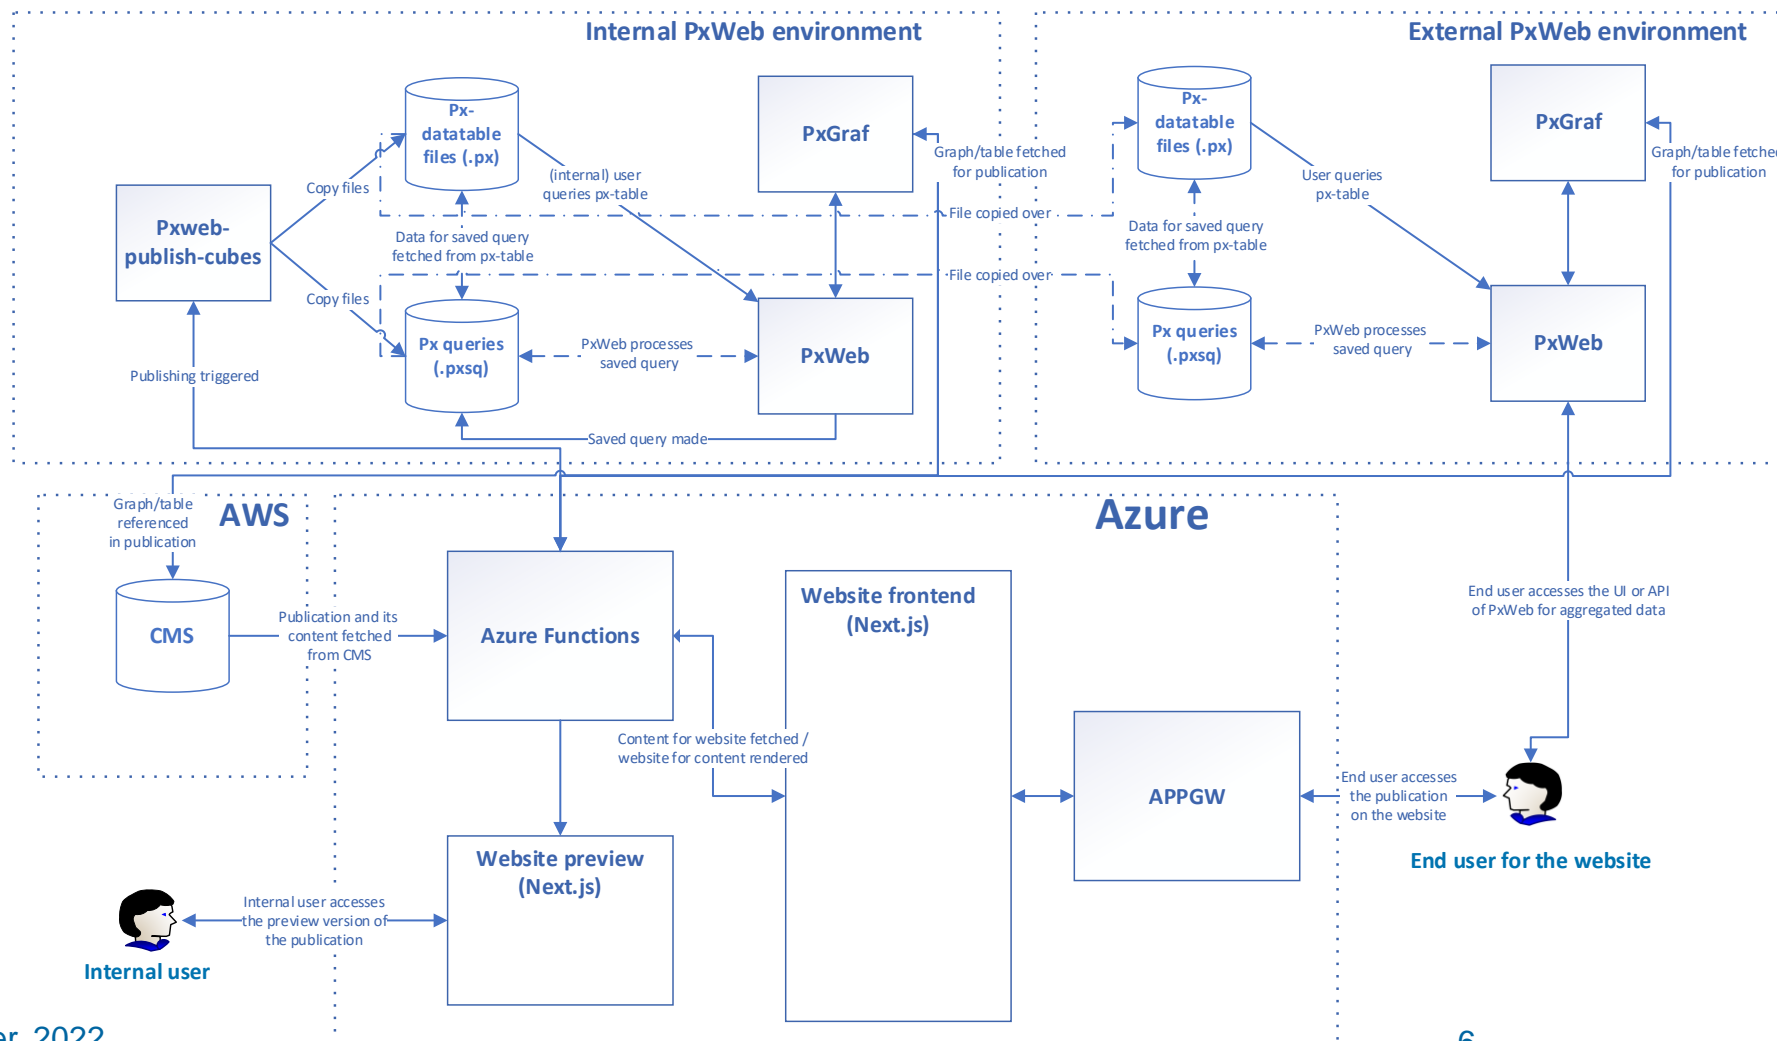 Internal PxWeb environment
External PxWeb environment
Px-
datatable
files (.px)
PxGraf
Px-
datatable
files (.px)
PxGraf
Graph/table fetched
for publication
Graph/table fetched
for publication
Copy files
(internal) user
queries px-table
User queries
px-table
Pxweb-
publish-cubes
File copied over
Data for saved query
fetched from px-table
Data for saved query
fetched from px-table
File copied over
Copy files
Px queries
(.pxsq)
PxWeb processes
saved query
PxWeb
Px queries
(.pxsq)
PxWeb processes
saved query
PxWeb
Publishing triggered
Saved query made
Graph/table
referenced
in publication
AWS
Azure
CMS
Publication and its
content fetched
from CMS
Azure Functions
Website frontend
(Next.js)
End user accesses the UI or API
of PxWeb for aggregated data
Content for website fetched /
website for content rendered
APPGW
End user accesses
the publication
on the website
End user for the website
Website preview
(Next.js)
Internal user accesses
the preview version of
the publication
Internal user
2022
6